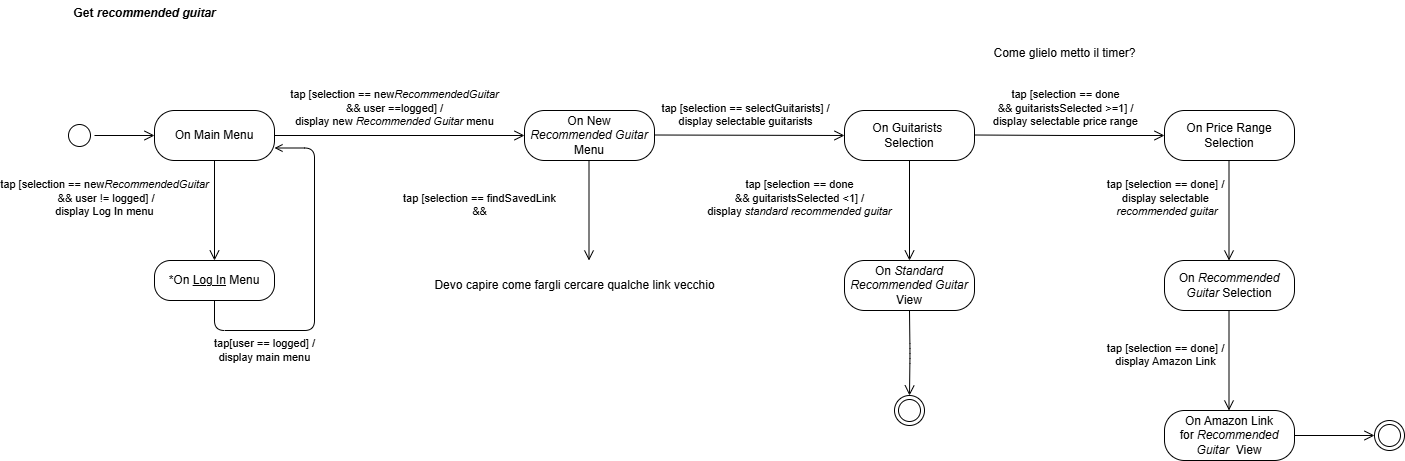 Get recommended guitar
Come glielo metto il timer?
tap [selection == newRecommendedGuitar
&& user ==logged] /
display new Recommended Guitar menu
tap [selection == selectGuitarists] /
display selectable guitarists
tap [selection == done
&& guitaristsSelected >=1] /
display selectable price range
On Main Menu
On New
Recommended Guitar
Menu
On Guitarists
Selection
On Price Range
Selection
tap [selection == newRecommendedGuitar
&& user != logged] /
display Log In menu
tap [selection == findSavedLink
&&
tap [selection == done
&& guitaristsSelected <1] /
display standard recommended guitar
tap [selection == done] /
display selectable
recommended guitar
*On Log In Menu
Devo capire come fargli cercare qualche link vecchio
On Standard
Recommended Guitar
View
On Recommended
Guitar Selection
tap[user == logged] /
display main menu
tap [selection == done] /
display Amazon Link
On Amazon Link
for Recommended
Guitar View